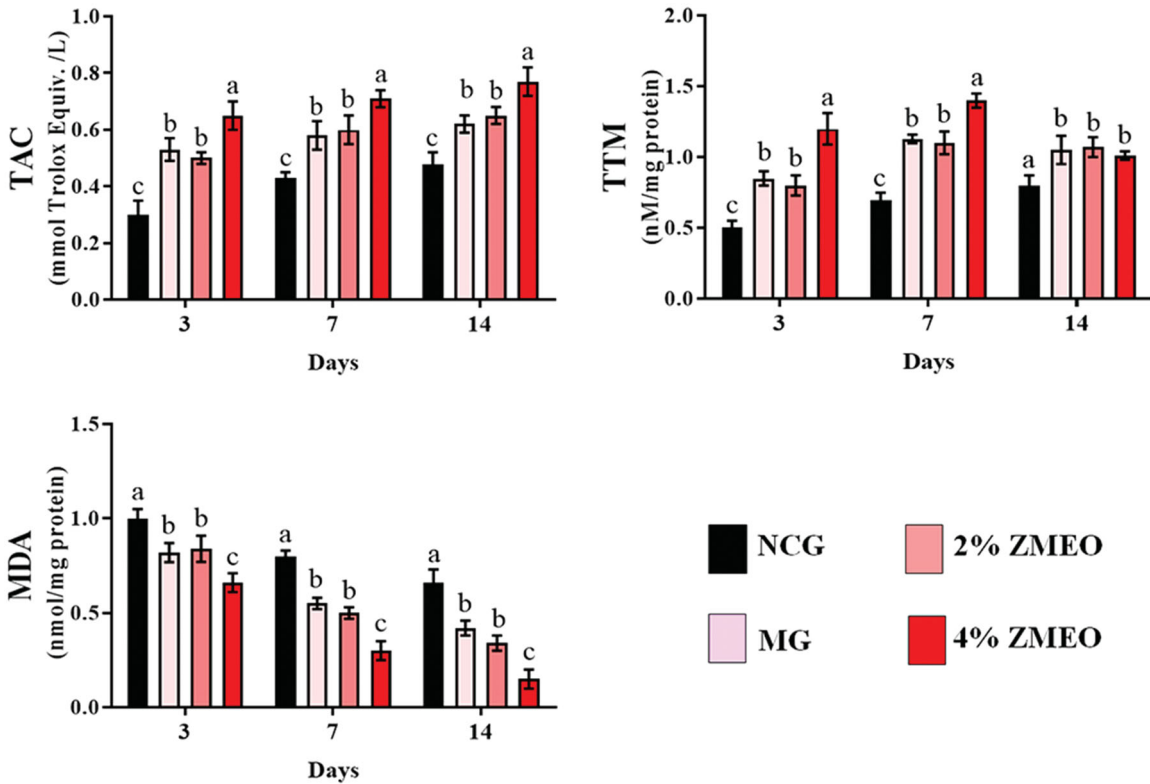 TAC
(mmol Trolox Equiv. /L)
1.0
0.8
0.6
0.4
0.2
0.0
c b b a
c b b a
c b b a
3 7 14
Days
TTM
(nM/mg protein)
2.0
1.5
1.0
0.5
0.0
c b b a
c b b a
a b b b
3 7 14
Days
MDA
(nmol/mg protein)
1.5
1.0
0.5
0.0
a b b c
a b b c
a b b c
3 7 14
Days
NCG
2% ZMEO
MG
4% ZMEO